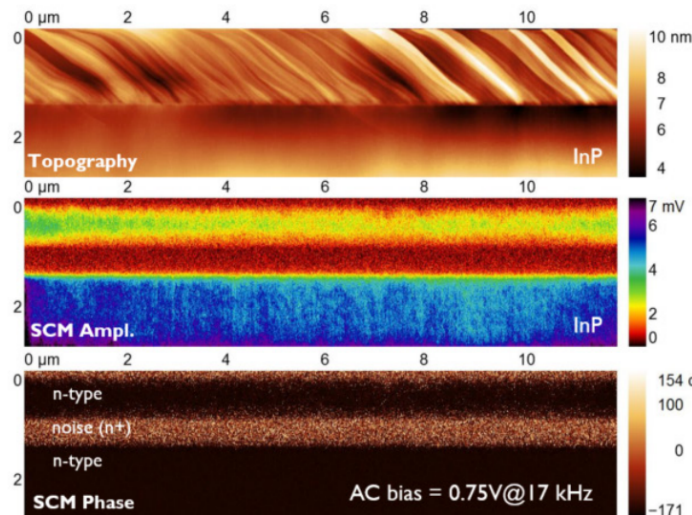 0 µm 2 4 6 8 10
0
2
Topography InP
10 nm
8
7
6
4
0 µm 2 4 6 8 10
0
2
SCM Ampl. InP
7 mV
6
4
2
0
0 µm 2 4 6 8 10
0
2
n-type
noise (n+)
n-type
SCM Phase AC bias = 0.75V@17 kHz
154
100
0
−171